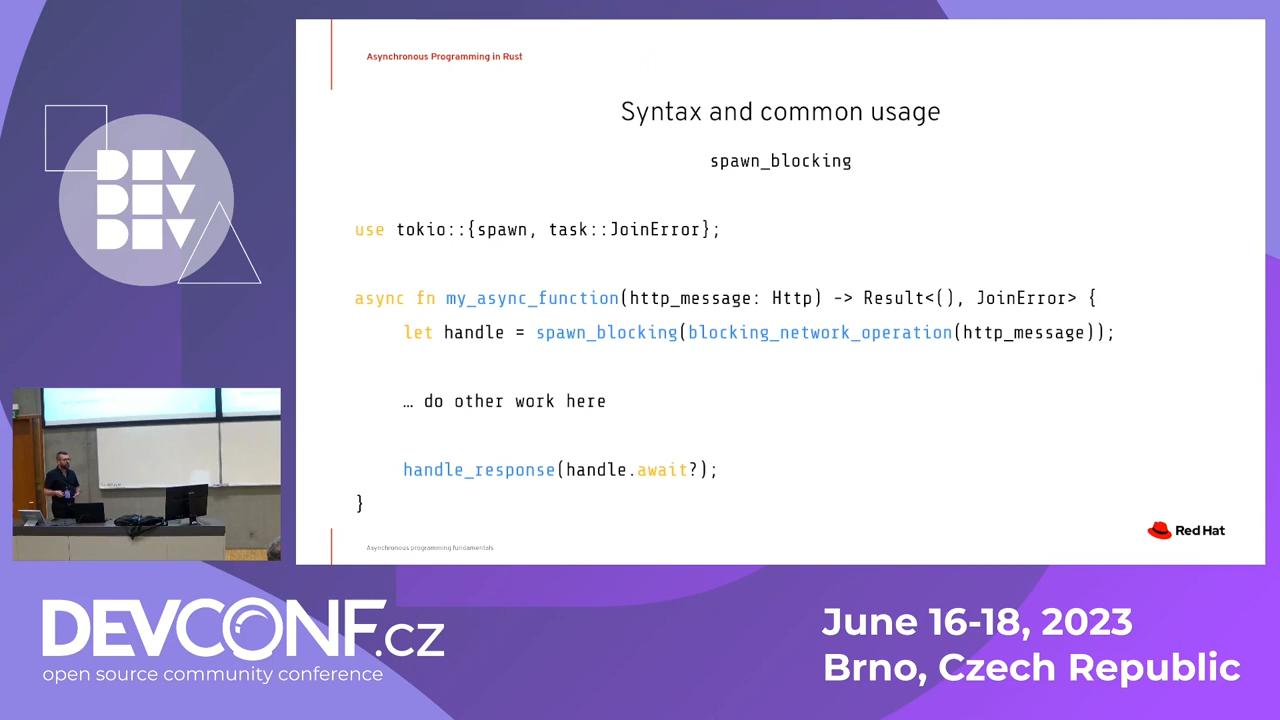 Asynchronous Programming in Rust
Syntax and common usage
spawn_blocking
use tokio::{spawn, task::JoinError};
async fn my_async_function(http_message: Http) -> Result<(), JoinError> {
let handle = spawn_blocking(blocking_network_operation(http_message));
… do other work here
handle_response(handle.await?);
}
Asynchronous programming fundamentals
Red Hat
DEV
DEV
DEV
DEVCONF.cz
open source community conference
June 16-18, 2023
Brno, Czech Republic